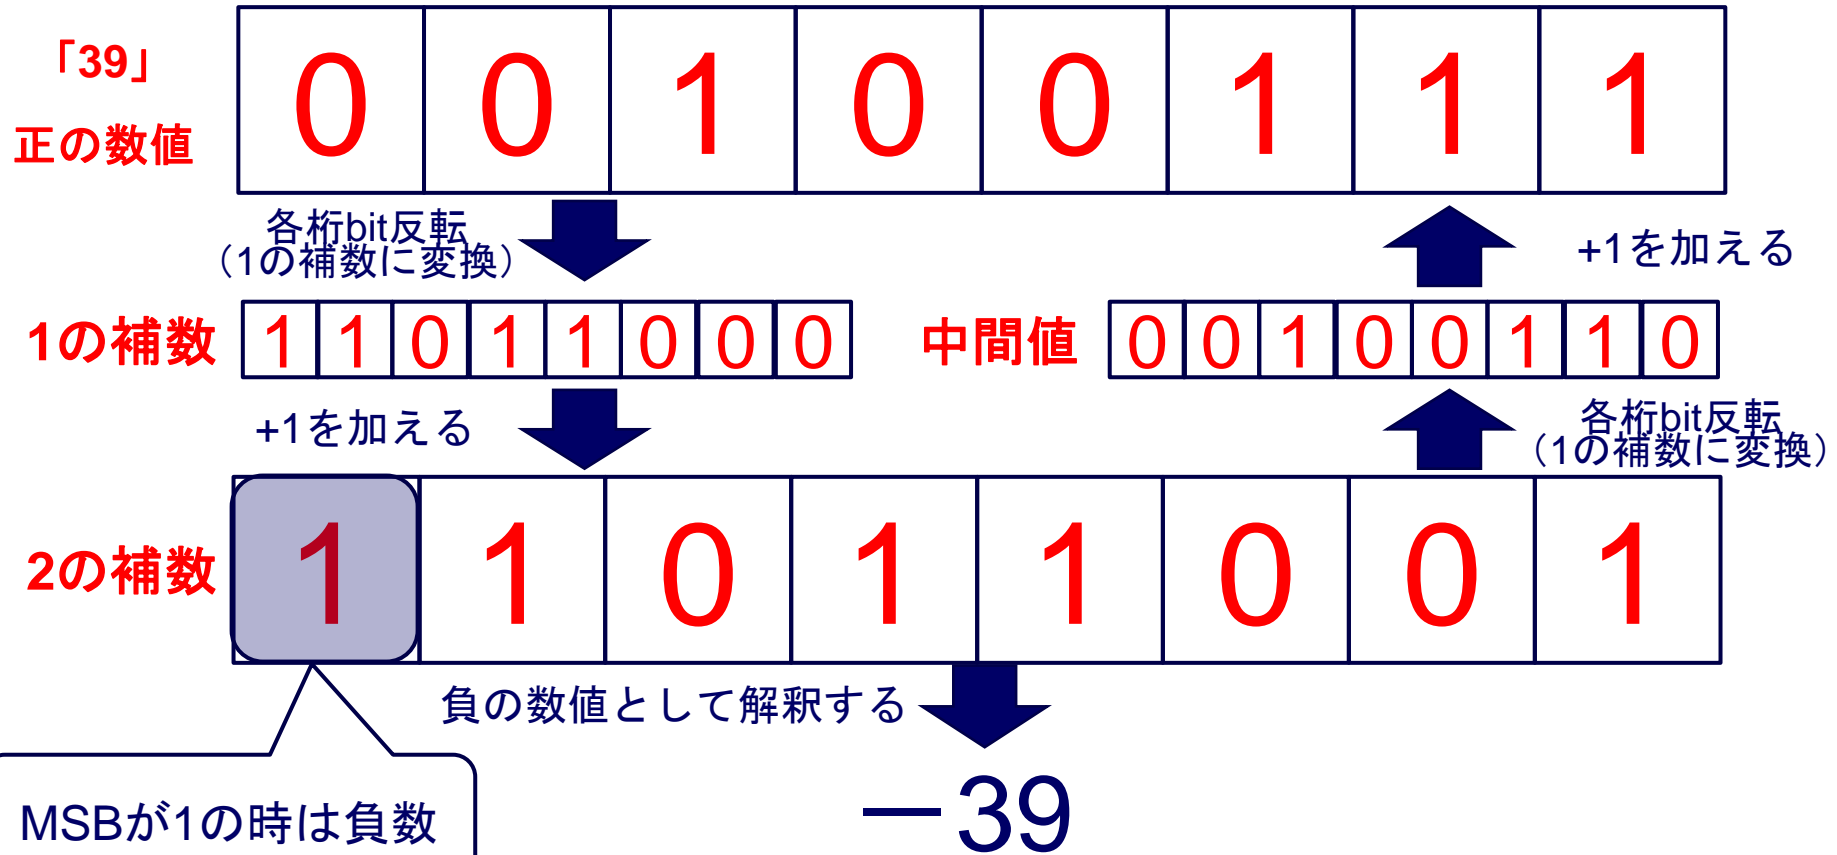 「39」
正の数値
0 0 1 0 0 1 1 1
各桁bit反転
（1の補数に変換）
+1を加える
1の補数
1 1 0 1 1 0 0 0
中間値
0 0 1 0 0 1 1 0
+1を加える
各桁bit反転
（1の補数に変換）
2の補数
1 1 0 1 1 0 0 1
負の数値として解釈する
－39
MSBが1の時は負数